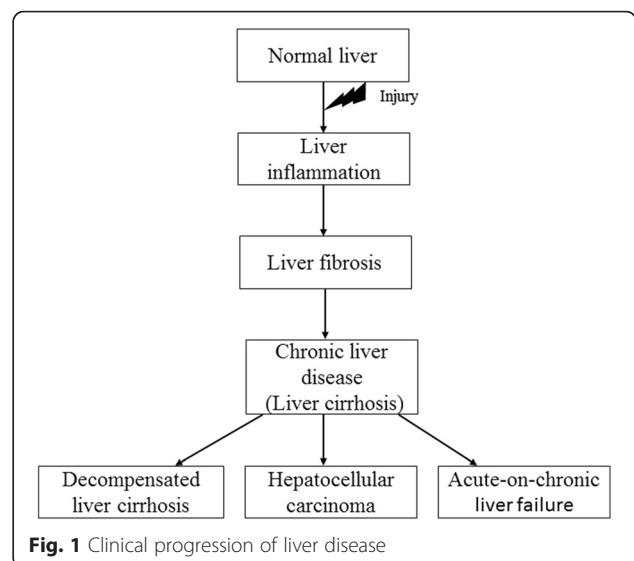 Normal liver
Injury
Liver
inflammation
Liver fibrosis
Chronic liver
disease
(Liver cirrhosis)
Decompensated
liver cirrhosis
Hepatocellular
carcinoma
Acute-on-chronic
liver failure
Fig. 1 Clinical progression of liver disease